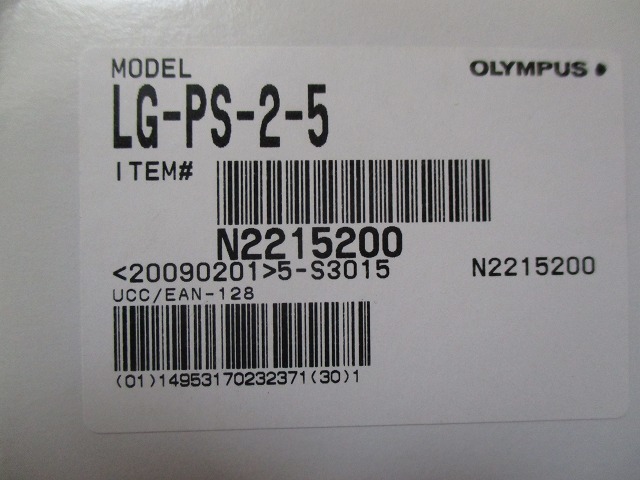 MODEL
OLYMPUS
LG-PS-2-5
ITEM#
N2215200
<20090201>5-S3015 N2215200
UCC/EAN-128
(01)14953170232371(30)1